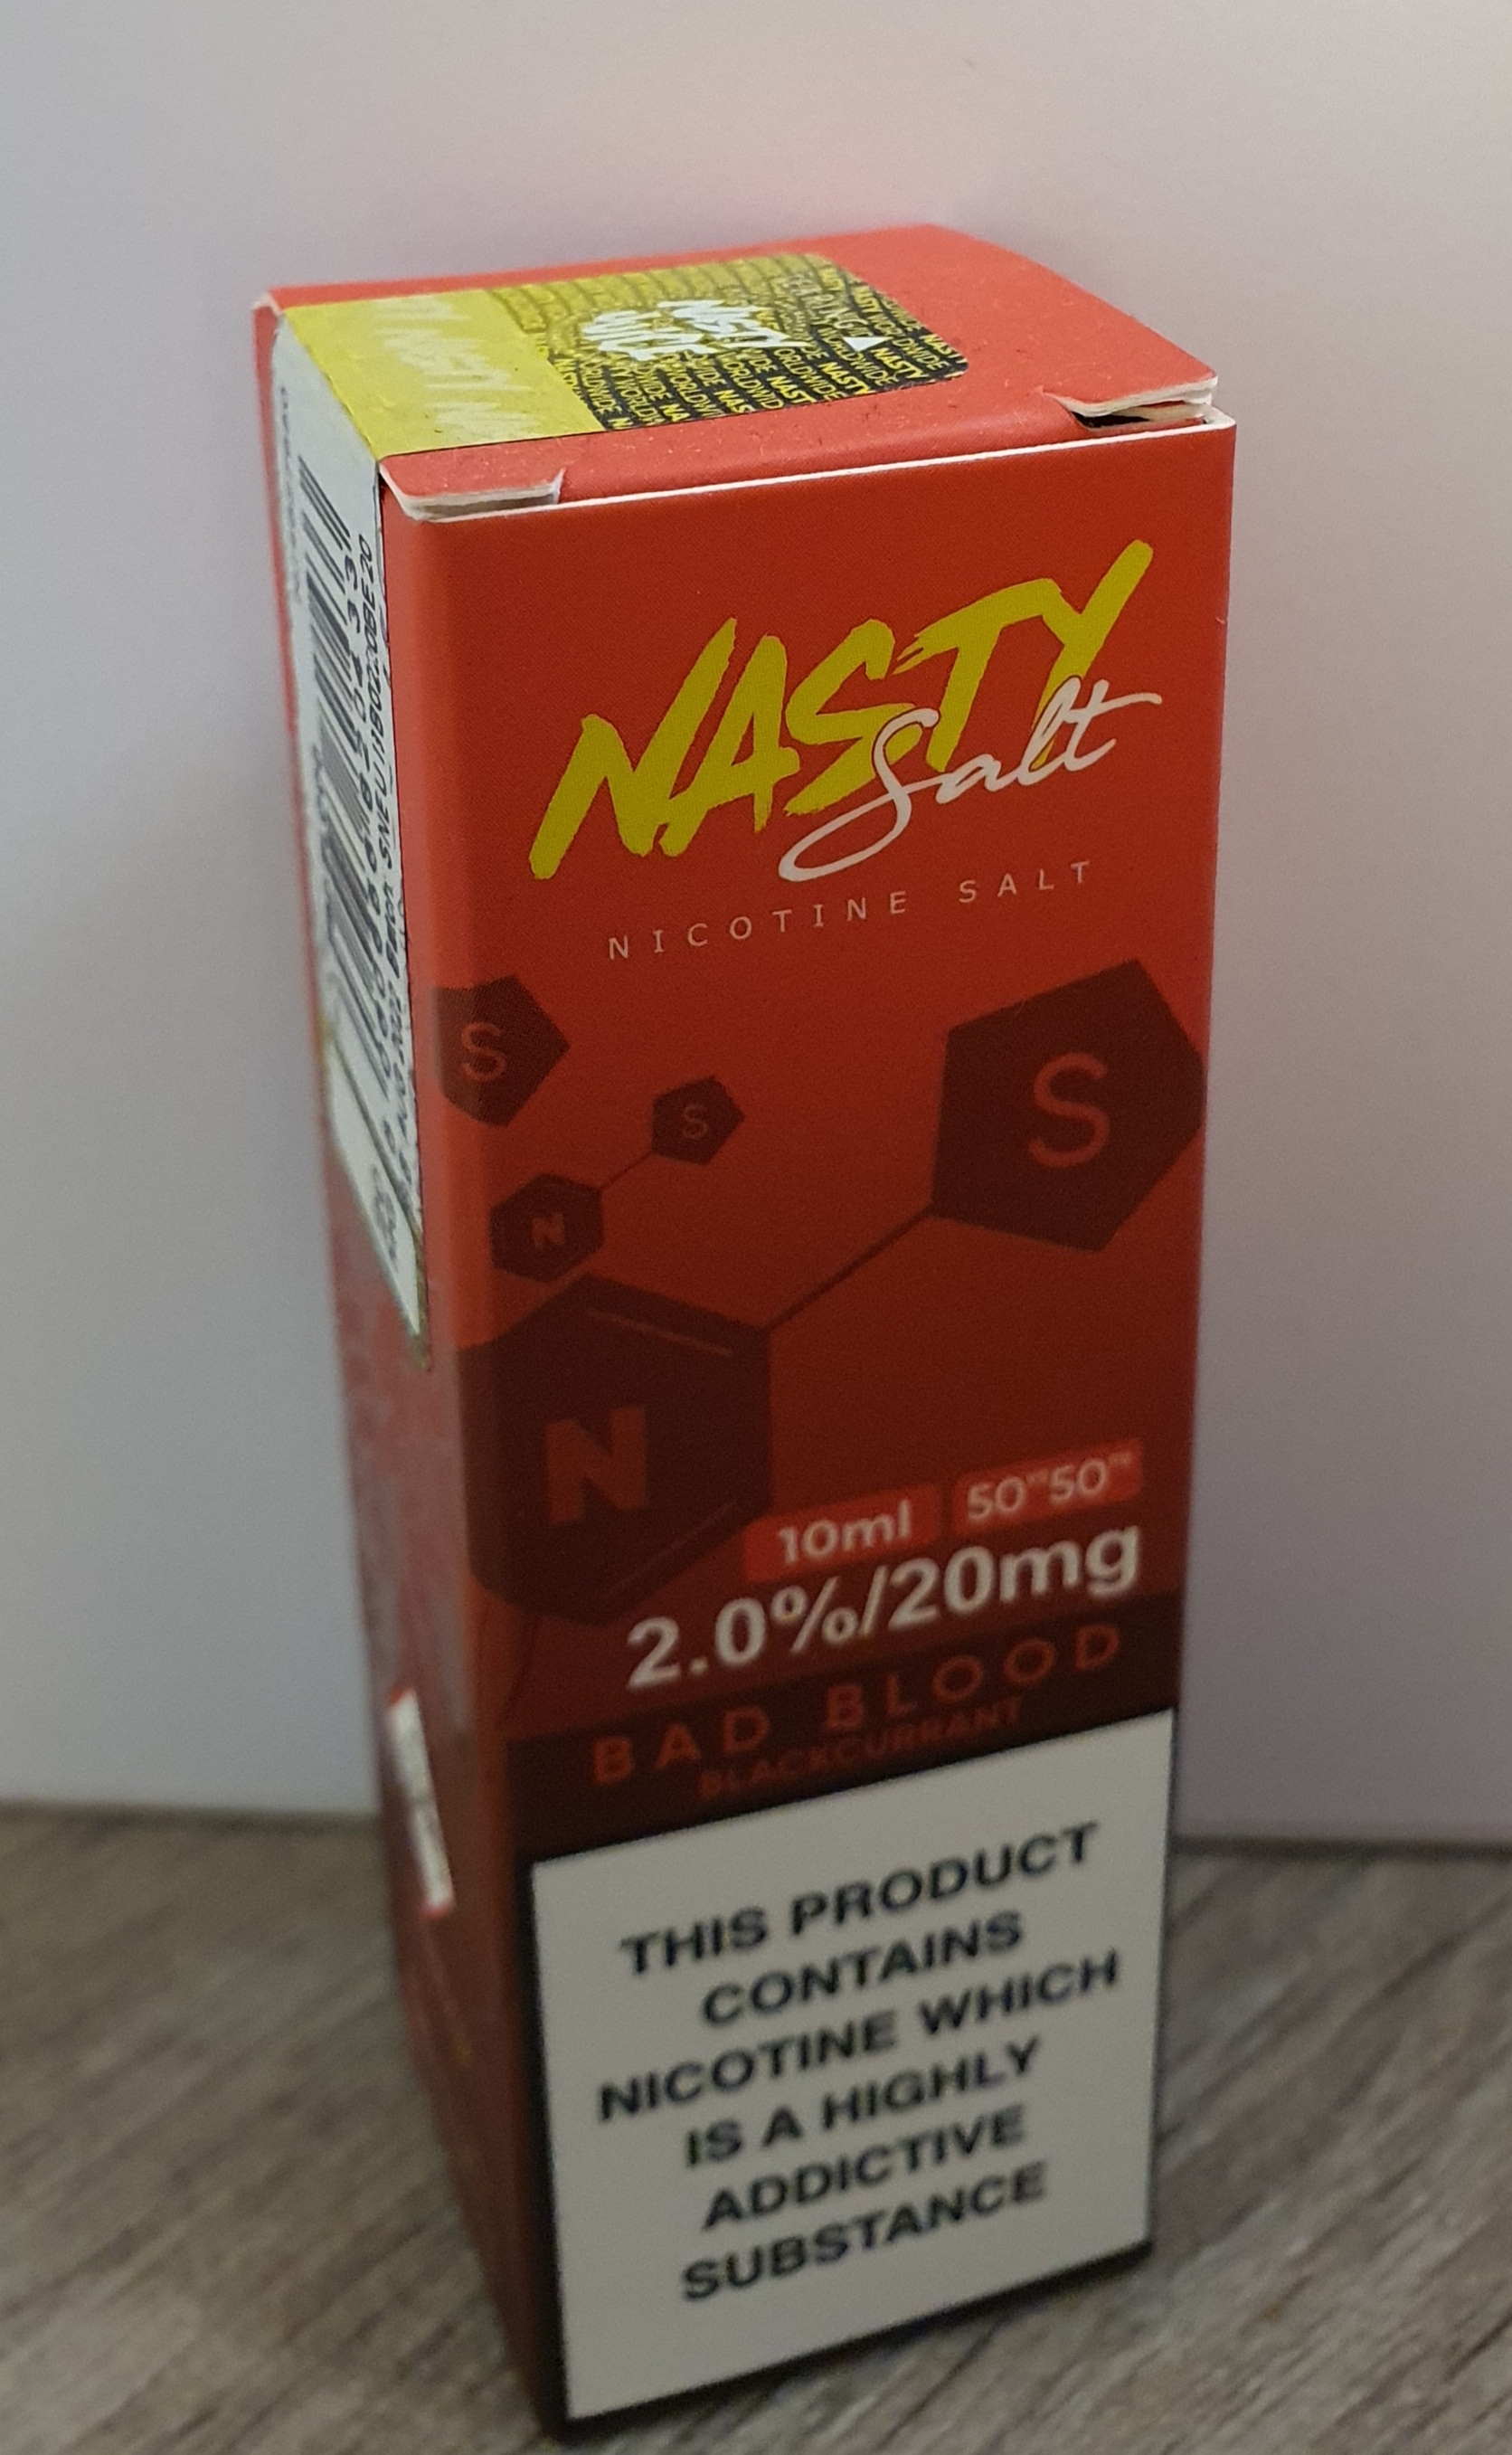 NASTY
Salt
NICOTINE SALT
S
S
S
N
N
10ml 50 50
2.0%/20mg
BAD BLOOD
BLACKCURRANT
THIS PRODUCT
CONTAINS
NICOTINE WHICH
IS A HIGHLY
ADDICTIVE
SUBSTANCE